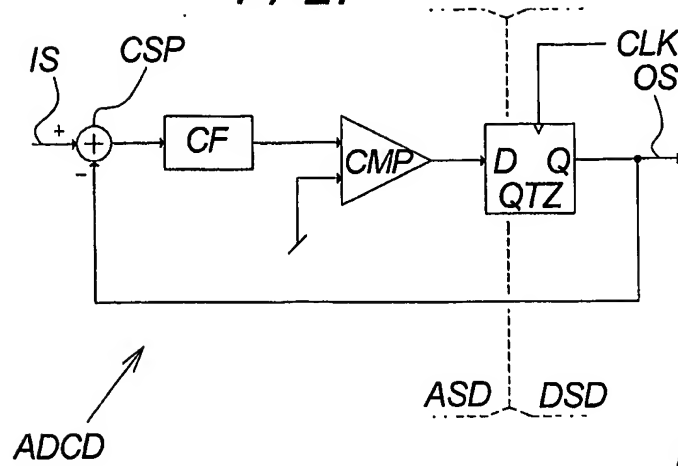 IS
CSP
CLK
OS
+
+
-
CF
CMP
D Q
QTZ
ASD
DSD
ADCD